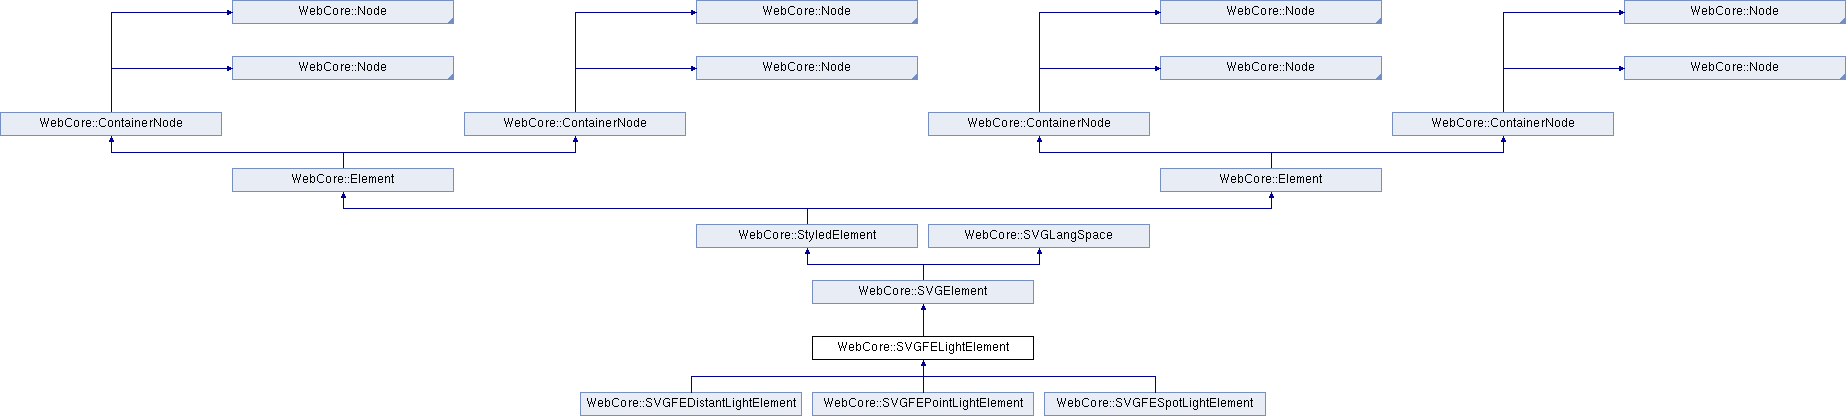 WebCore::Node
WebCore::Node
WebCore::Node
WebCore::Node
WebCore::Node
WebCore::Node
WebCore::Node
WebCore::Node
WebCore::ContainerNode
WebCore::ContainerNode
WebCore::ContainerNode
WebCore::ContainerNode
WebCore::Element
WebCore::Element
WebCore::StyledElement
WebCore::SVGLangSpace
WebCore::SVGElement
WebCore::SVGFELightElement
WebCore::SVGFEDistantLightElement
WebCore::SVGFEPointLightElement
WebCore::SVGFESpotLightElement